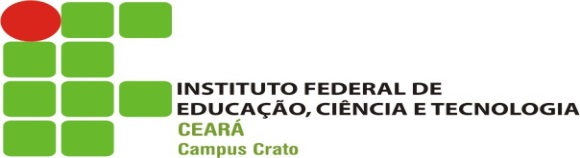 INSTITUTO FEDERAL DE
EDUCAÇÃO, CIÊNCIA E TECNOLOGIA
CEARÁ
Campus Crato